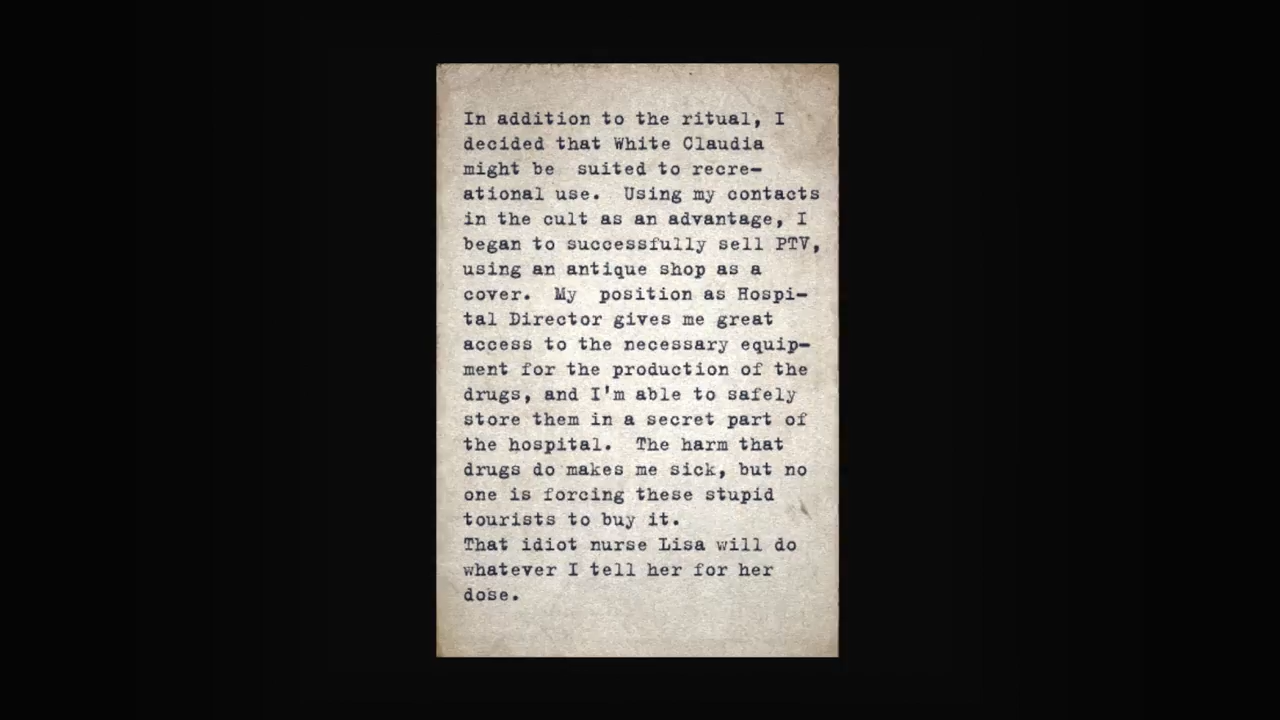 In addition to the ritual, I
decided that White Claudia
might be  suited to recre-
ational use.  Using my contacts
in the cult as an advantage, I
began to successfully sell PTV,
using an antique shop as a
cover.  My  position as Hospi-
tal Director gives me great
access to the necessary equip-
ment for the production of the
drugs, and I'm able to safely
store them in a secret part of
the hospital.  The harm that
drugs do makes me sick, but no
one is forcing these stupid
tourists to buy it.
That idiot nurse Lisa will do
whatever I tell her for her
dose.